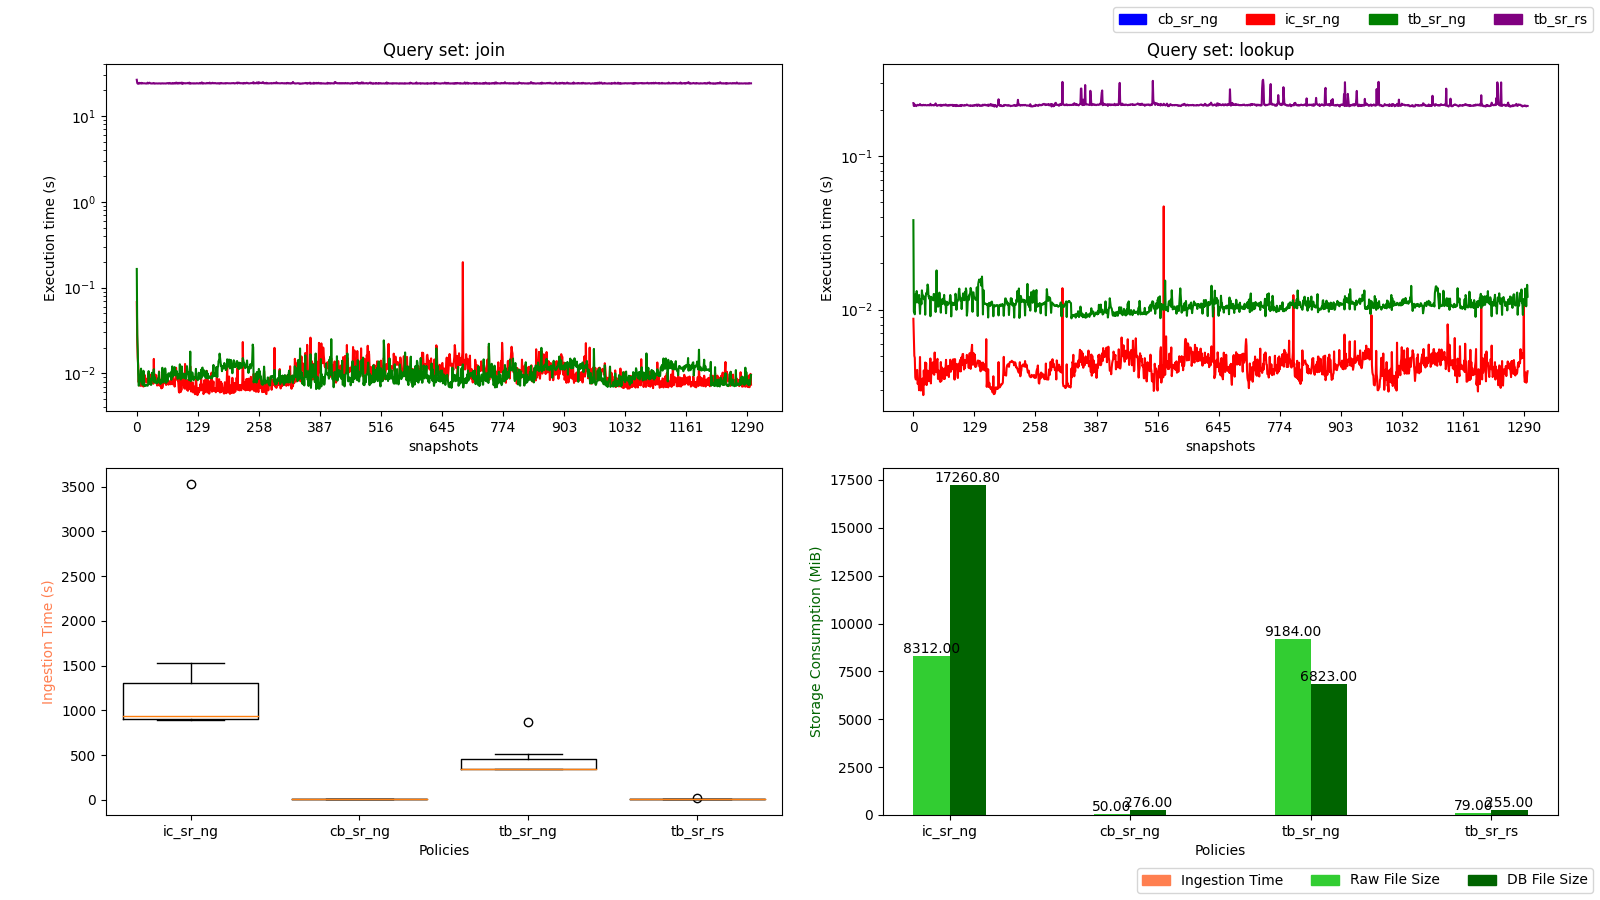 cb_sr_ng ic_sr_ng tb_sr_ng tb_sr_rs
Query set: join
Execution time (s)
10^1
10^0
10^-1
10^-2
0 129 258 387 516 645 774 903 1032 1161 1290
snapshots
Query set: lookup
Execution time (s)
10^-1
10^-2
0 129 258 387 516 645 774 903 1032 1161 1290
snapshots
Ingestion Time (s)
3500
3000
2500
2000
1500
1000
500
0
ic_sr_ng cb_sr_ng tb_sr_ng tb_sr_rs
Policies
Storage Consumption (MiB)
17500
15000
12500
10000
7500
5000
2500
0
8312.00 17260.80
50.00 276.00
9184.00 6823.00
79.00 255.00
ic_sr_ng cb_sr_ng tb_sr_ng tb_sr_rs
Policies
Ingestion Time Raw File Size DB File Size